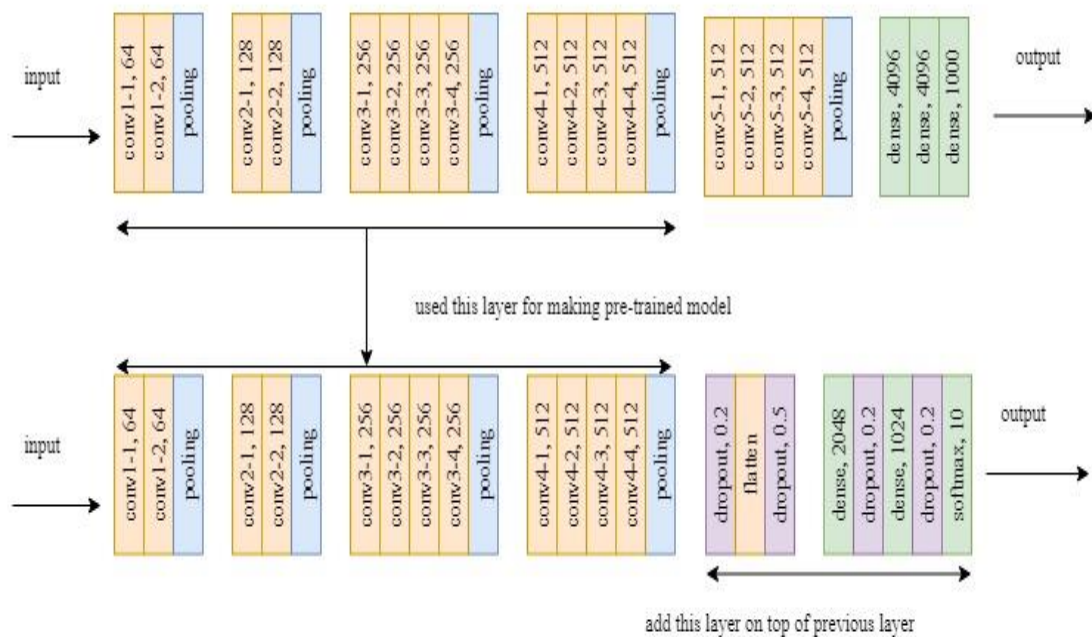 input
conv1-1, 64
conv1-2, 64
pooling
conv2-1, 128
conv2-2, 128
pooling
conv3-1, 256
conv3-2, 256
conv3-3, 256
conv3-4, 256
pooling
conv4-1, 512
conv4-2, 512
conv4-3, 512
conv4-4, 512
pooling
conv5-1, 512
conv5-2, 512
conv5-3, 512
conv5-4, 512
pooling
dense, 4096
dense, 4096
dense, 1000
output
used this layer for making pre-trained model
input
conv1-1, 64
conv1-2, 64
pooling
conv2-1, 128
conv2-2, 128
pooling
conv3-1, 256
conv3-2, 256
conv3-3, 256
conv3-4, 256
pooling
conv4-1, 512
conv4-2, 512
conv4-3, 512
conv4-4, 512
pooling
dropout, 0.2
flatten
dropout, 0.5
dense, 2048
dropout, 0.2
dense, 1024
dropout, 0.2
softmax, 10
output
add this layer on top of previous layer